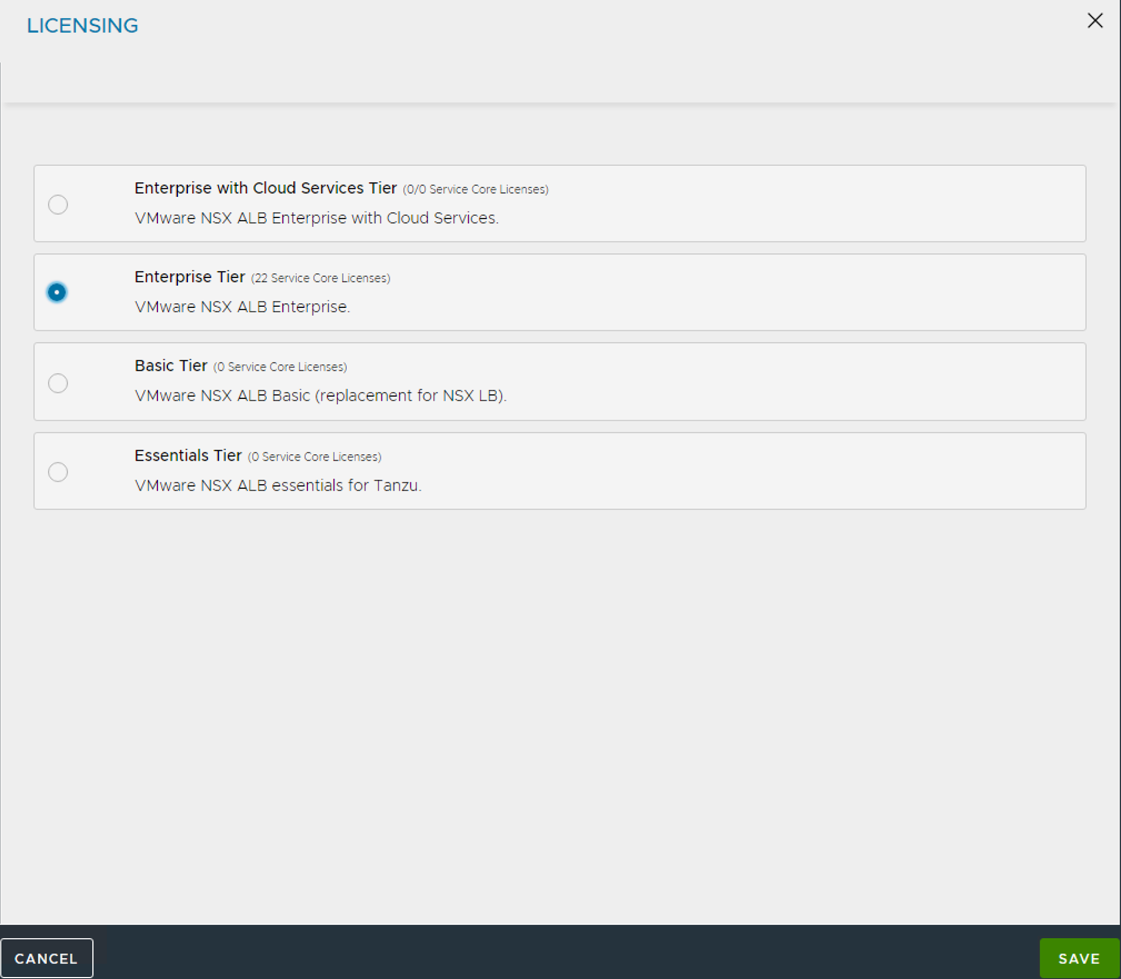 LICENSING
Enterprise with Cloud Services Tier (0/0 Service Core Licenses)
VMware NSX ALB Enterprise with Cloud Services.
Enterprise Tier (22 Service Core Licenses)
VMware NSX ALB Enterprise.
Basic Tier (0 Service Core Licenses)
VMware NSX ALB Basic (replacement for NSX LB).
Essentials Tier (0 Service Core Licenses)
VMware NSX ALB essentials for Tanzu.
CANCEL
SAVE